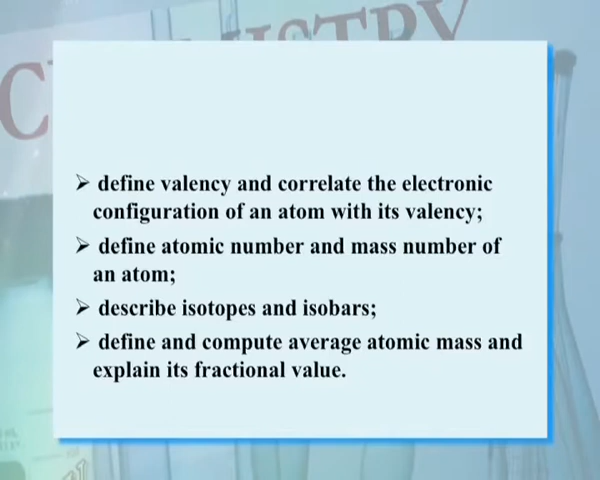 ➢ define valency and correlate the electronic
configuration of an atom with its valency;
➢ define atomic number and mass number of
an atom;
➢ describe isotopes and isobars;
➢ define and compute average atomic mass and
explain its fractional value.